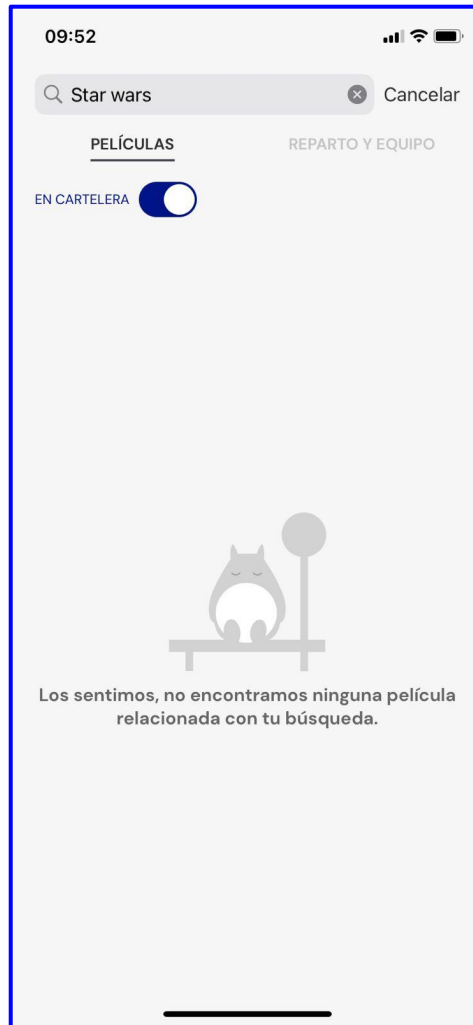 09:52
Star wars
Cancelar
PELÍCULAS
REPARTO Y EQUIPO
EN CARTELERA
Los sentimos, no encontramos ninguna película
relacionada con tu búsqueda.